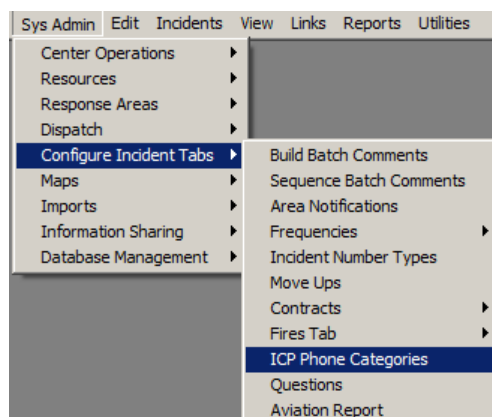 Sys Admin Edit Incidents View Links Reports Utilities
Center Operations
Resources
Response Areas
Dispatch
Configure Incident Tabs
Maps
Imports
Information Sharing
Database Management
Build Batch Comments
Sequence Batch Comments
Area Notifications
Frequencies
Incident Number Types
Move Ups
Contracts
Fires Tab
ICP Phone Categories
Questions
Aviation Report